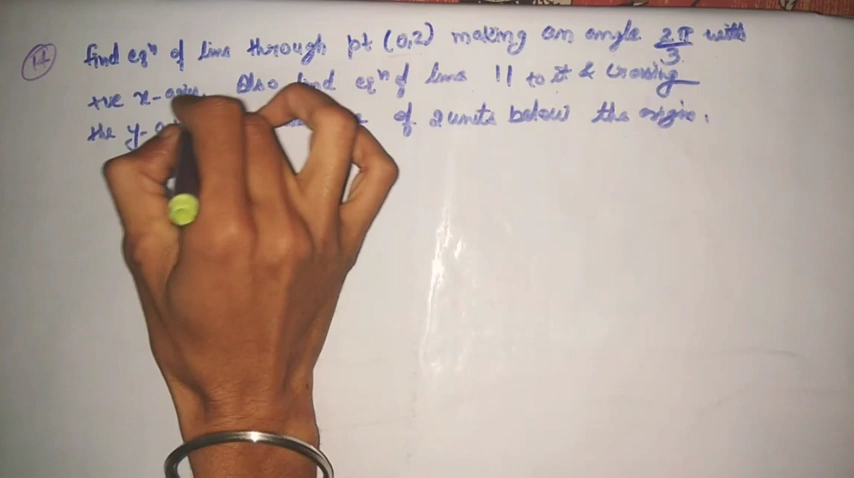 14
find eqn of line through pt (0,2) making an angle 2π/3 with
+ve x-axis. Also find eqn of line 11 to it & crossing
the y- of 2 units below the origin.